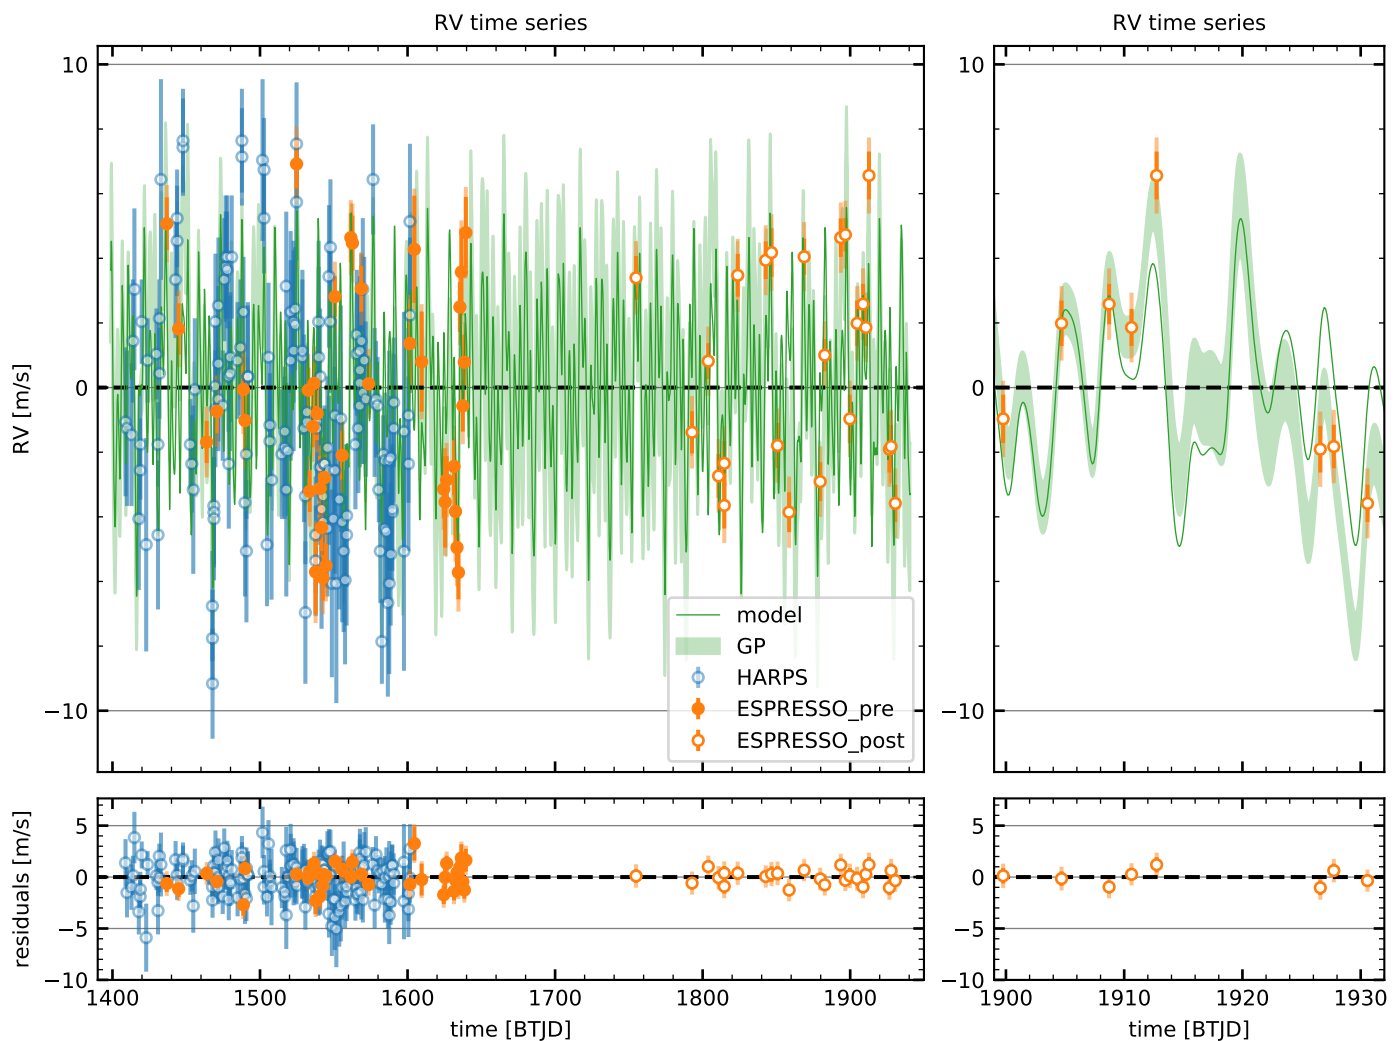 RV time series
RV time series
10
10
0
0
−10
−10
RV [m/s]
model
GP
HARPS
ESPRESSO_pre
ESPRESSO_post
5
5
0
0
−5
−5
−10
−10
residuals [m/s]
1400 1500 1600 1700 1800 1900
1900 1910 1920 1930
time [BTJD]
time [BTJD]